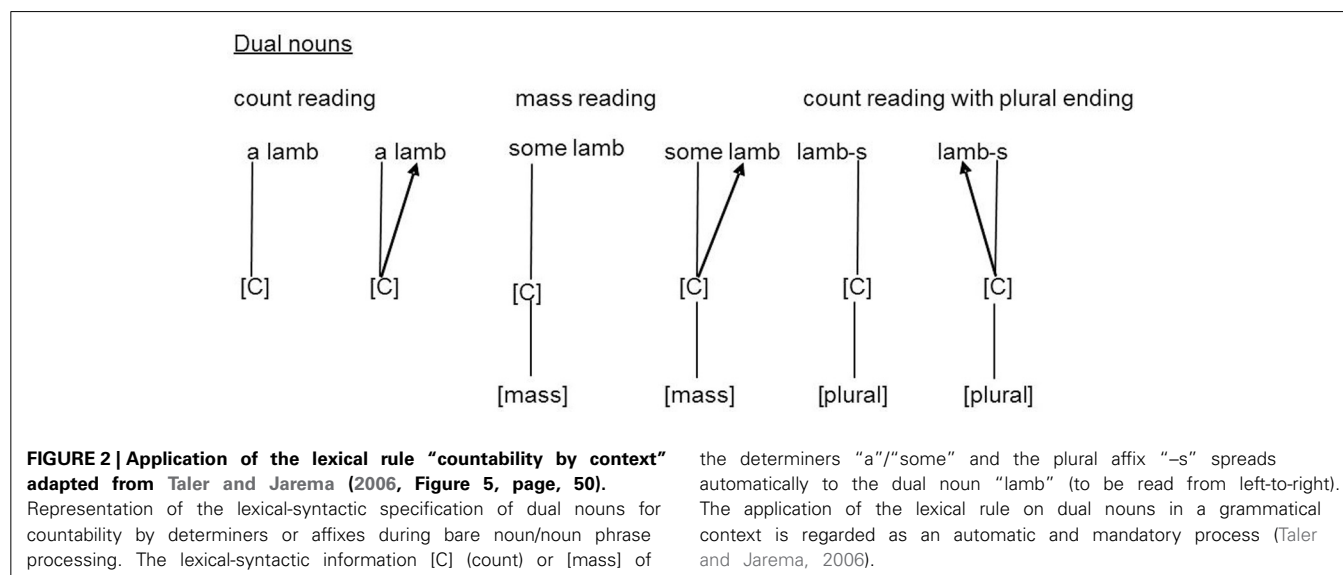 Dual nouns
count reading mass reading count reading with plural ending
a lamb a lamb some lamb some lamb lamb-s lamb-s
[C] [C] [C] [C] [C] [C]
[mass] [mass] [plural] [plural]
FIGURE 2 | Application of the lexical rule “countability by context”
adapted from Taler and Jarema (2006, Figure 5, page, 50).
Representation of the lexical-syntactic specification of dual nouns for
countability by determiners or affixes during bare noun/noun phrase
processing. The lexical-syntactic information [C] (count) or [mass] of
the determiners “a”/“some” and the plural affix “–s” spreads
automatically to the dual noun “lamb” (to be read from left-to-right).
The application of the lexical rule on dual nouns in a grammatical
context is regarded as an automatic and mandatory process (Taler
and Jarema, 2006).